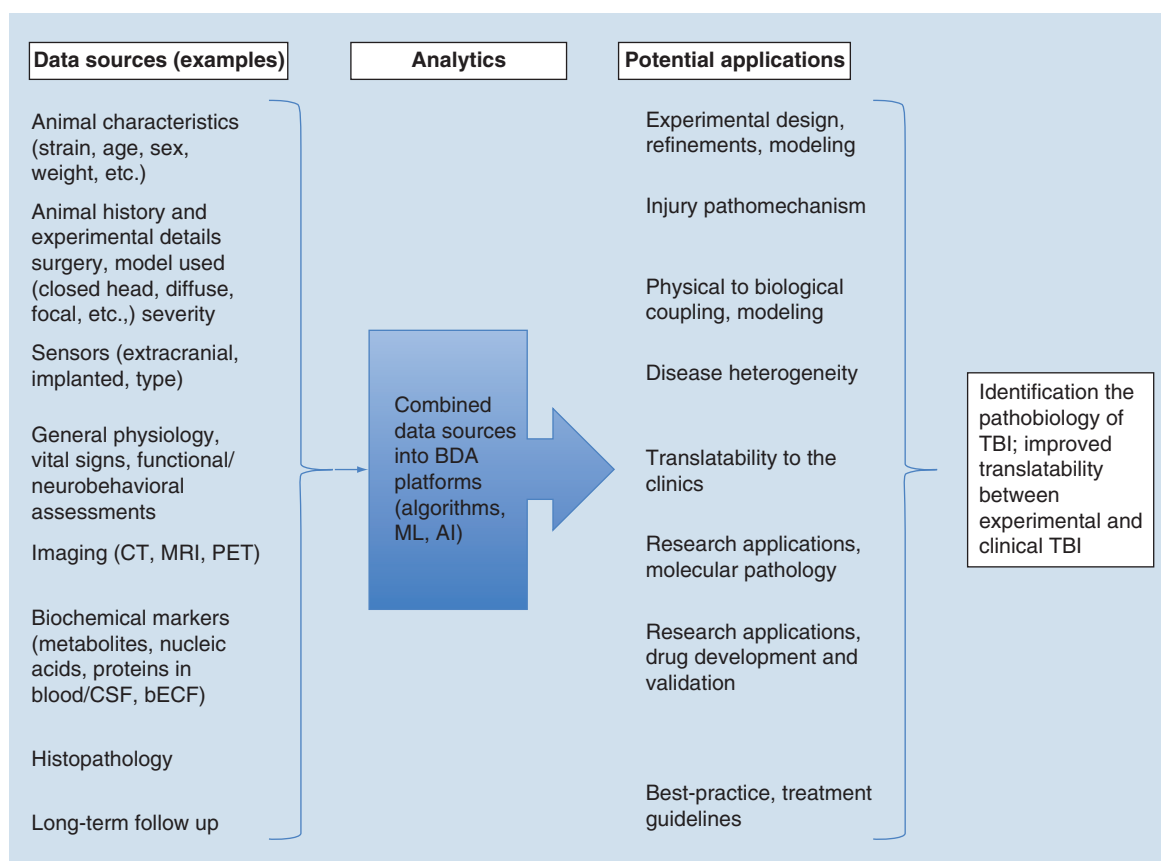 Data sources (examples)
Analytics
Potential applications
Animal characteristics
(strain, age, sex,
weight, etc.)
Animal history and
experimental details
surgery, model used
(closed head, diffuse,
focal, etc.,) severity
Sensors (extracranial,
implanted, type)
General physiology,
vital signs, functional/
neurobehavioral
assessments
Imaging (CT, MRI, PET)
Biochemical markers
(metabolites, nucleic
acids, proteins in
blood/CSF, bECF)
Histopathology
Long-term follow up
Combined
data sources
into BDA
platforms
(algorithms,
ML, AI)
Experimental design,
refinements, modeling
Injury pathomechanism
Physical to biological
coupling, modeling
Disease heterogeneity
Translatability to the
clinics
Research applications,
molecular pathology
Research applications,
drug development and
validation
Best-practice, treatment
guidelines
Identification the
pathobiology of
TBI; improved
translatability
between
experimental and
clinical TBI